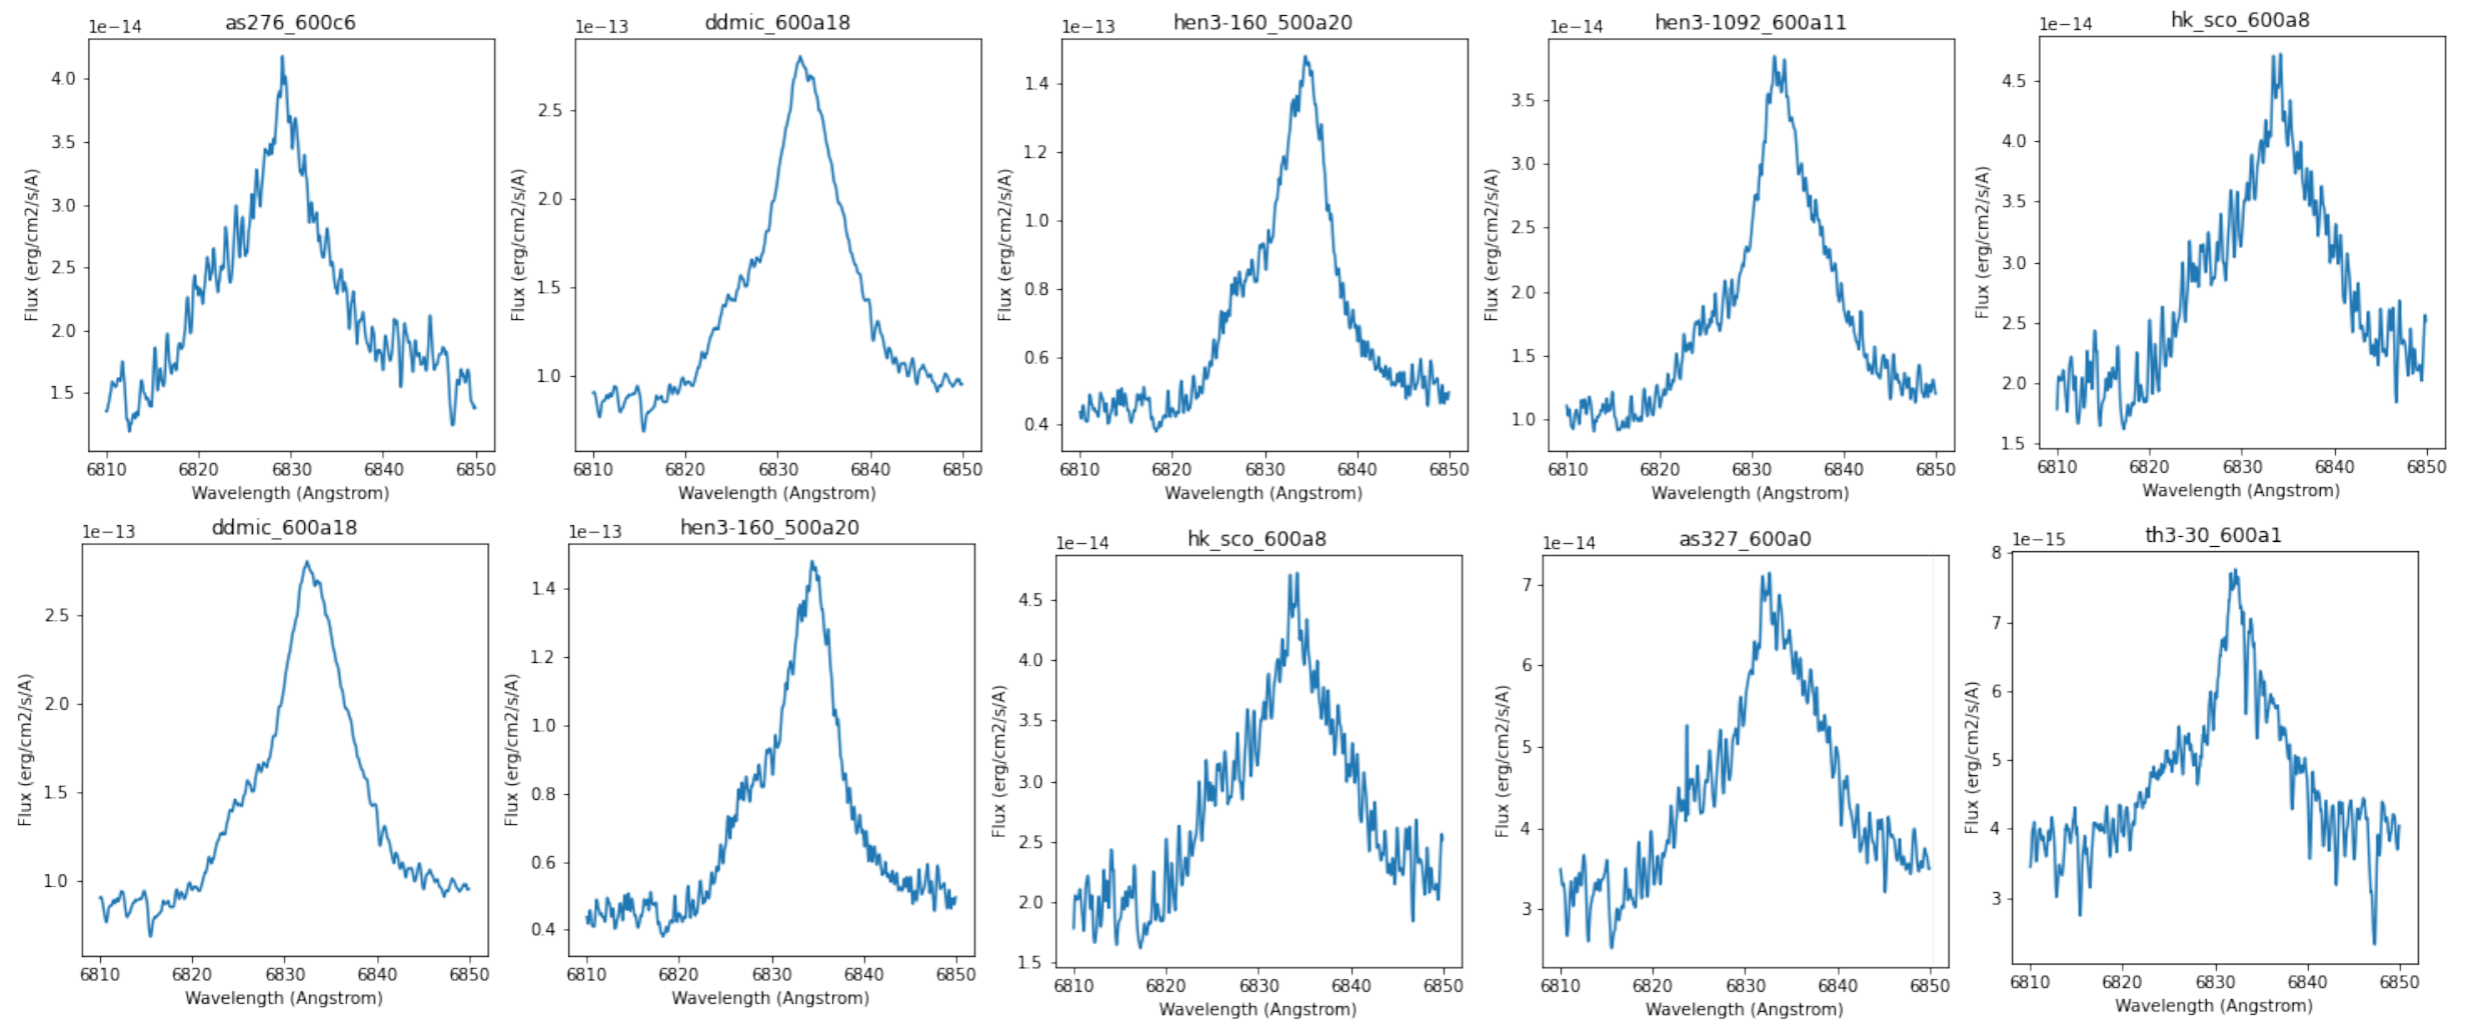 as276_600c6
1e−14
Flux (erg/cm2/s/A)
4.0
3.5
3.0
2.5
2.0
1.5
6810 6820 6830 6840 6850
Wavelength (Angstrom)
ddmic_600a18
1e−13
Flux (erg/cm2/s/A)
2.5
2.0
1.5
1.0
6810 6820 6830 6840 6850
Wavelength (Angstrom)
hen3-160_500a20
1e−13
Flux (erg/cm2/s/A)
1.4
1.2
1.0
0.8
0.6
0.4
6810 6820 6830 6840 6850
Wavelength (Angstrom)
hen3-1092_600a11
1e−14
Flux (erg/cm2/s/A)
3.5
3.0
2.5
2.0
1.5
1.0
6810 6820 6830 6840 6850
Wavelength (Angstrom)
hk_sco_600a8
1e−14
Flux (erg/cm2/s/A)
4.5
4.0
3.5
3.0
2.5
2.0
1.5
6810 6820 6830 6840 6850
Wavelength (Angstrom)
ddmic_600a18
1e−13
Flux (erg/cm2/s/A)
2.5
2.0
1.5
1.0
6810 6820 6830 6840 6850
Wavelength (Angstrom)
hen3-160_500a20
1e−13
Flux (erg/cm2/s/A)
1.4
1.2
1.0
0.8
0.6
0.4
6810 6820 6830 6840 6850
Wavelength (Angstrom)
hk_sco_600a8
1e−14
Flux (erg/cm2/s/A)
4.5
4.0
3.5
3.0
2.5
2.0
1.5
6810 6820 6830 6840 6850
Wavelength (Angstrom)
as327_600a0
1e−14
Flux (erg/cm2/s/A)
7
6
5
4
3
6810 6820 6830 6840 6850
Wavelength (Angstrom)
th3-30_600a1
1e−15
Flux (erg/cm2/s/A)
8
7
6
5
4
3
6810 6820 6830 6840 6850
Wavelength (Angstrom)